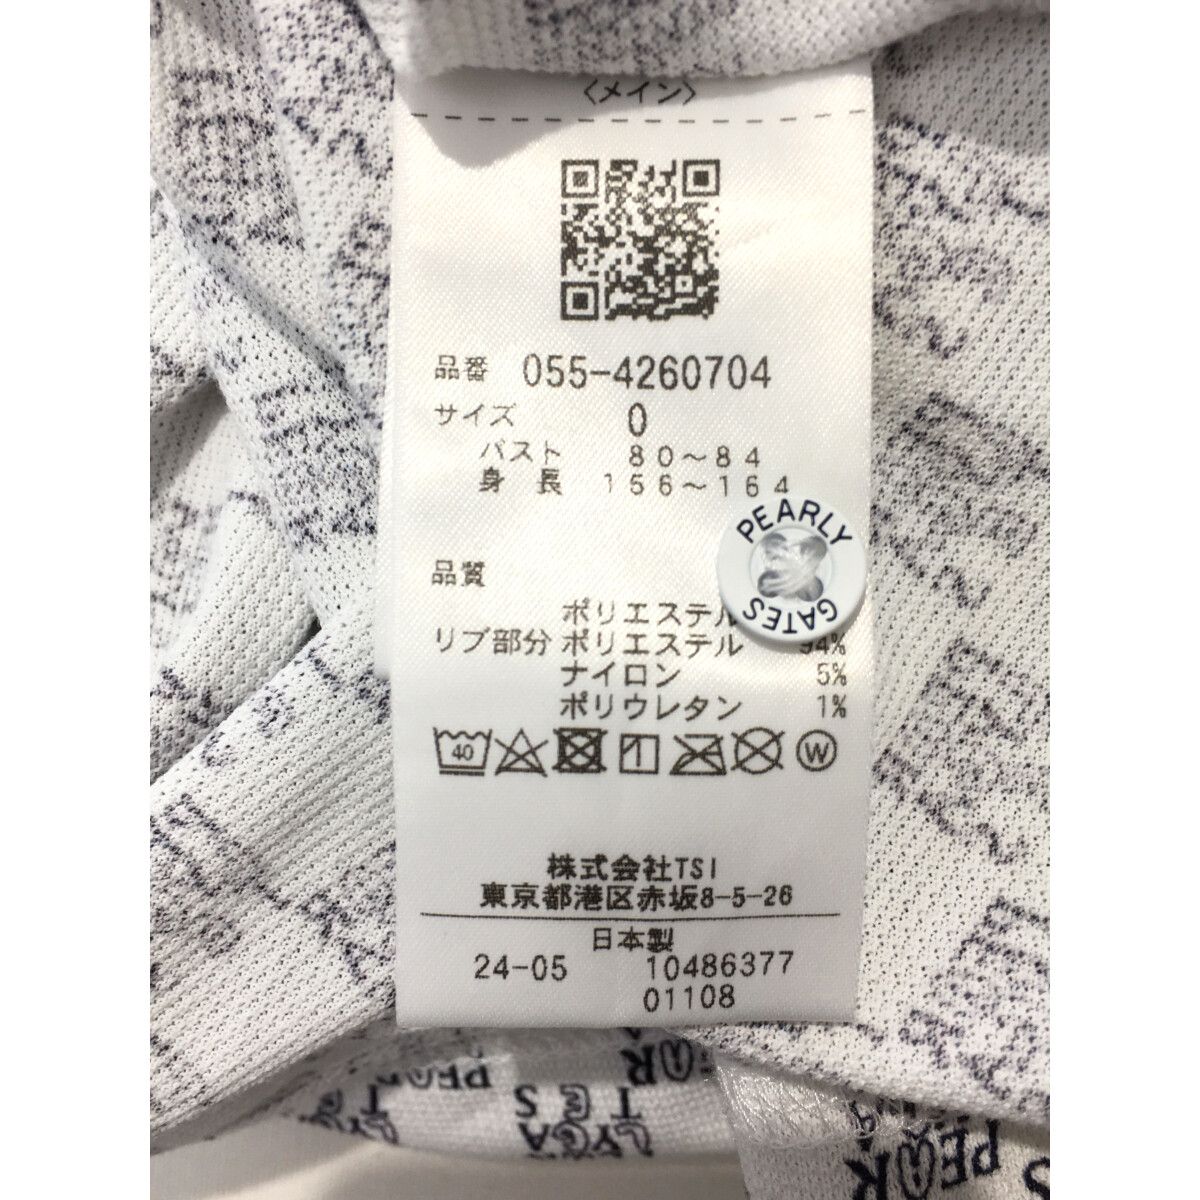 〈メイン〉
品番 055-4260704
サイズ 0
バスト 80～84
身長 156～164
PEARLY
GATES
品質
ポリエステル
リブ部分 ポリエステル 94%
ナイロン 5%
ポリウレタン 1%
40 W
株式会社TSI
東京都港区赤坂8-5-26
日本製
24-05 10486377
01108